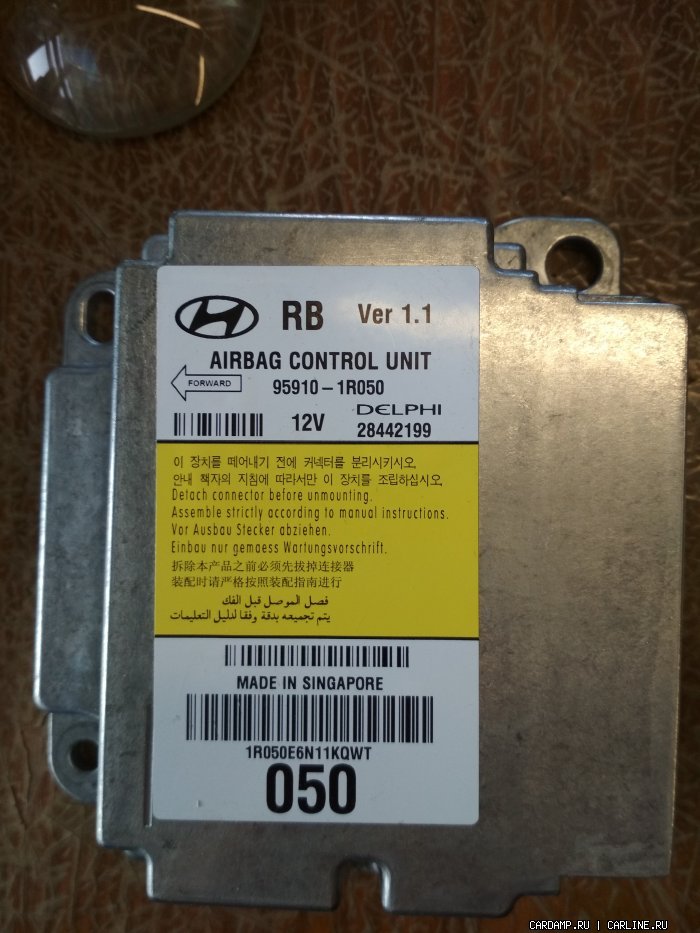 RB Ver 1.1
AIRBAG CONTROL UNIT
FORWARD 95910-1R050
12V DELPHI
28442199
이 장치를 떼어내기 전에 커넥터를 분리시키시오.
안내 책자의 지침에 따라서만 이 장치를 조립하십시오.
Detach connector before unmounting.
Assemble strictly according to manual instructions.
Vor Ausbau Stecker abziehen.
Einbau nur gemaess Wartungsvorschrift.
拆除本产品之前必须先拔掉连接器
装配时请严格按照装配指南进行
فصل الموصل قبل الفك
يتم تجميعه بدقة وفقا لدليل التعليمات
MADE IN SINGAPORE
1R050E6N11KQWT
050
CARDAMP.RU | CARLINE.RU